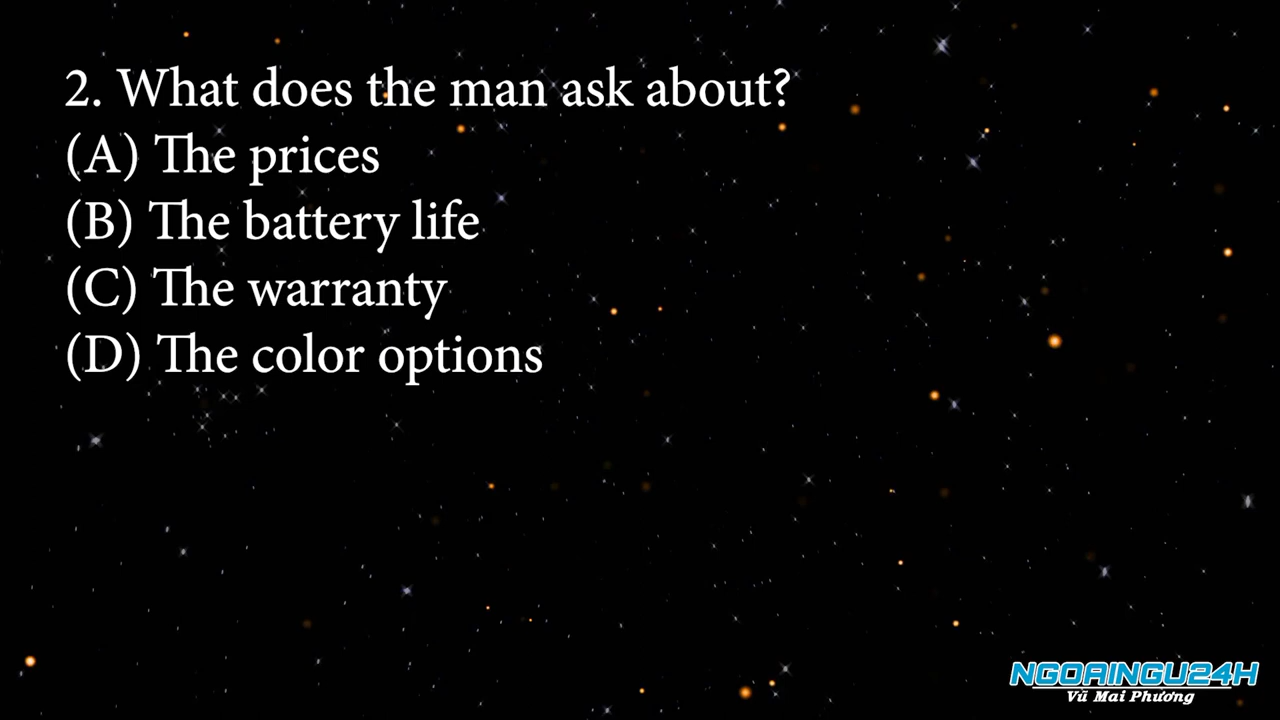 2. What does the man ask about?
(A) The prices
(B) The battery life
(C) The warranty
(D) The color options
NGOAINGU24H
Vũ Mai Phương